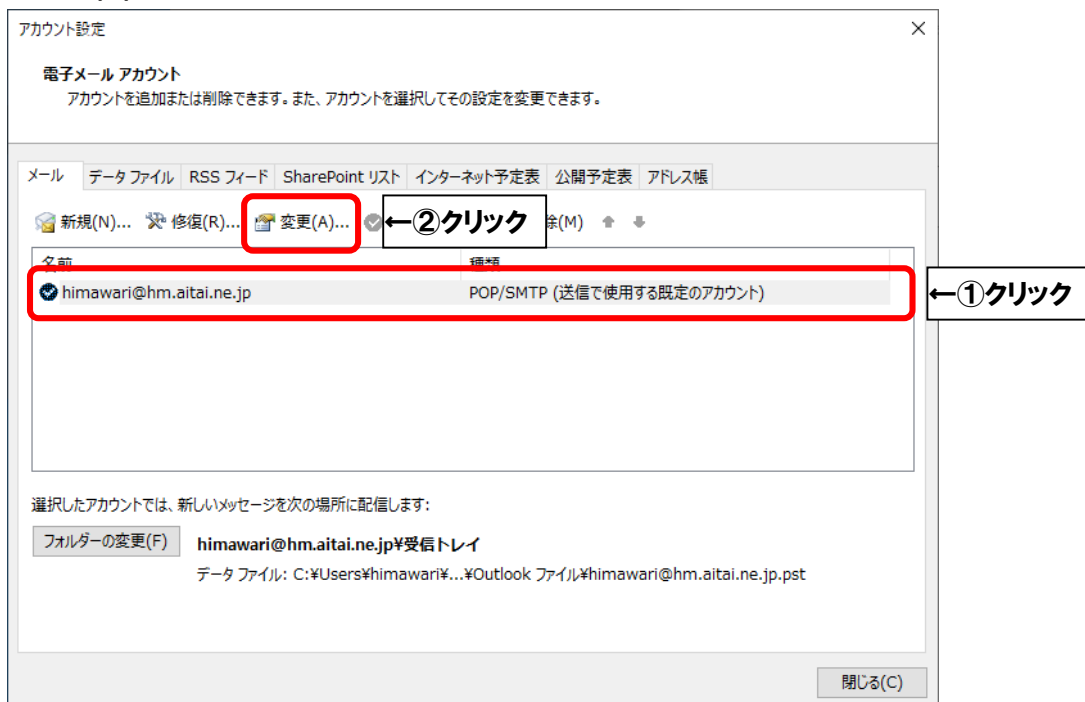 アカウント設定
電子メール アカウント
アカウントを追加または削除できます。また、アカウントを選択してその設定を変更できます。
メール データ ファイル RSS フィード SharePoint リスト インターネット予定表 公開予定表 アドレス帳
新規(N)... 修復(R)... 変更(A)... ←②クリック 除(M)
名前 種類
himawari@hm.aitai.ne.jp POP/SMTP (送信で使用する既定のアカウント) ←①クリック
選択したアカウントでは、新しいメッセージを次の場所に配信します:
フォルダーの変更(F) himawari@hm.aitai.ne.jp¥受信トレイ
データ ファイル: C:¥Users¥himawari¥...¥Outlook ファイル¥himawari@hm.aitai.ne.jp.pst
閉じる(C)